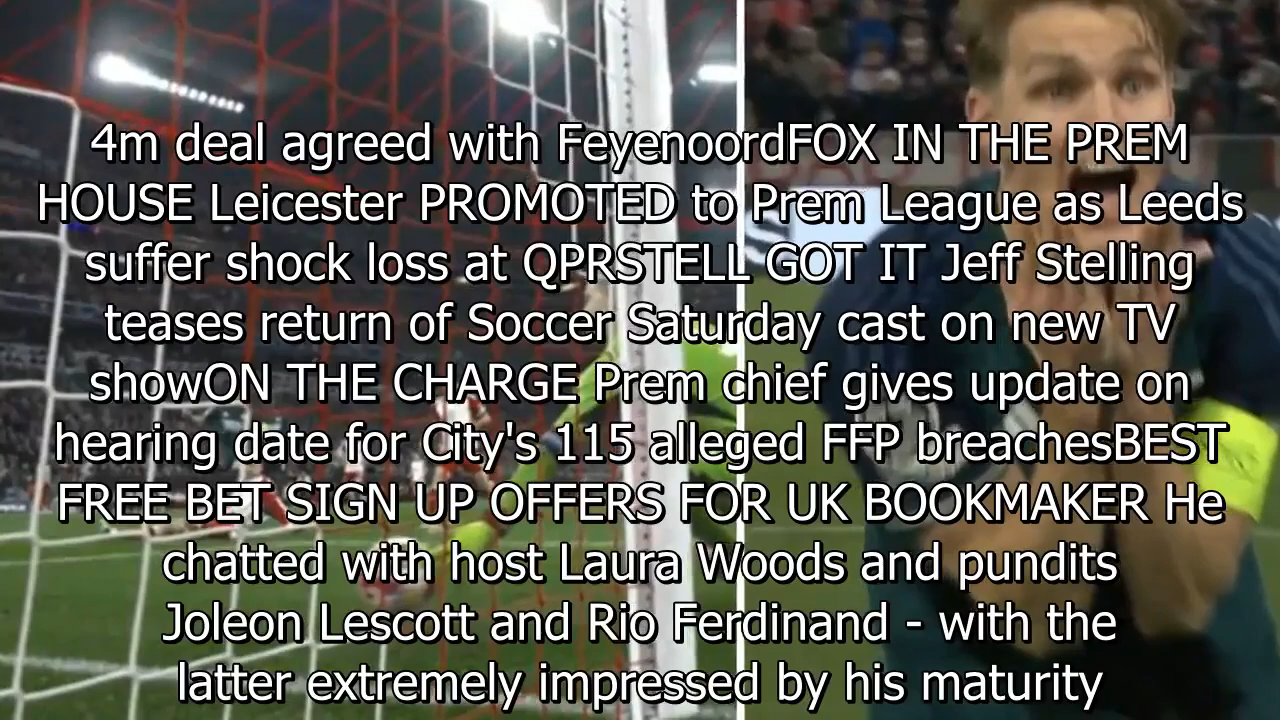 4m deal agreed with FeyenoordFOX IN THE PREM
HOUSE Leicester PROMOTED to Prem League as Leeds
suffer shock loss at QPRSTELL GOT IT Jeff Stelling
teases return of Soccer Saturday cast on new TV
showON THE CHARGE Prem chief gives update on
hearing date for City's 115 alleged FFP breachesBEST
FREE BET SIGN UP OFFERS FOR UK BOOKMAKER He
chatted with host Laura Woods and pundits
Joleon Lescott and Rio Ferdinand - with the
latter extremely impressed by his maturity